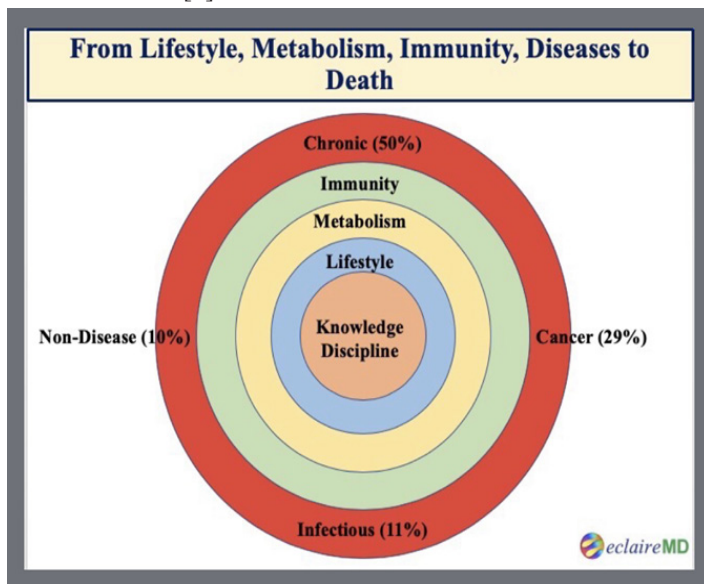 From Lifestyle, Metabolism, Immunity, Diseases to
Death
Chronic (50%)
Immunity
Metabolism
Lifestyle
Knowledge
Discipline
Non-Disease (10%)
Cancer (29%)
Infectious (11%)
eclaireMD